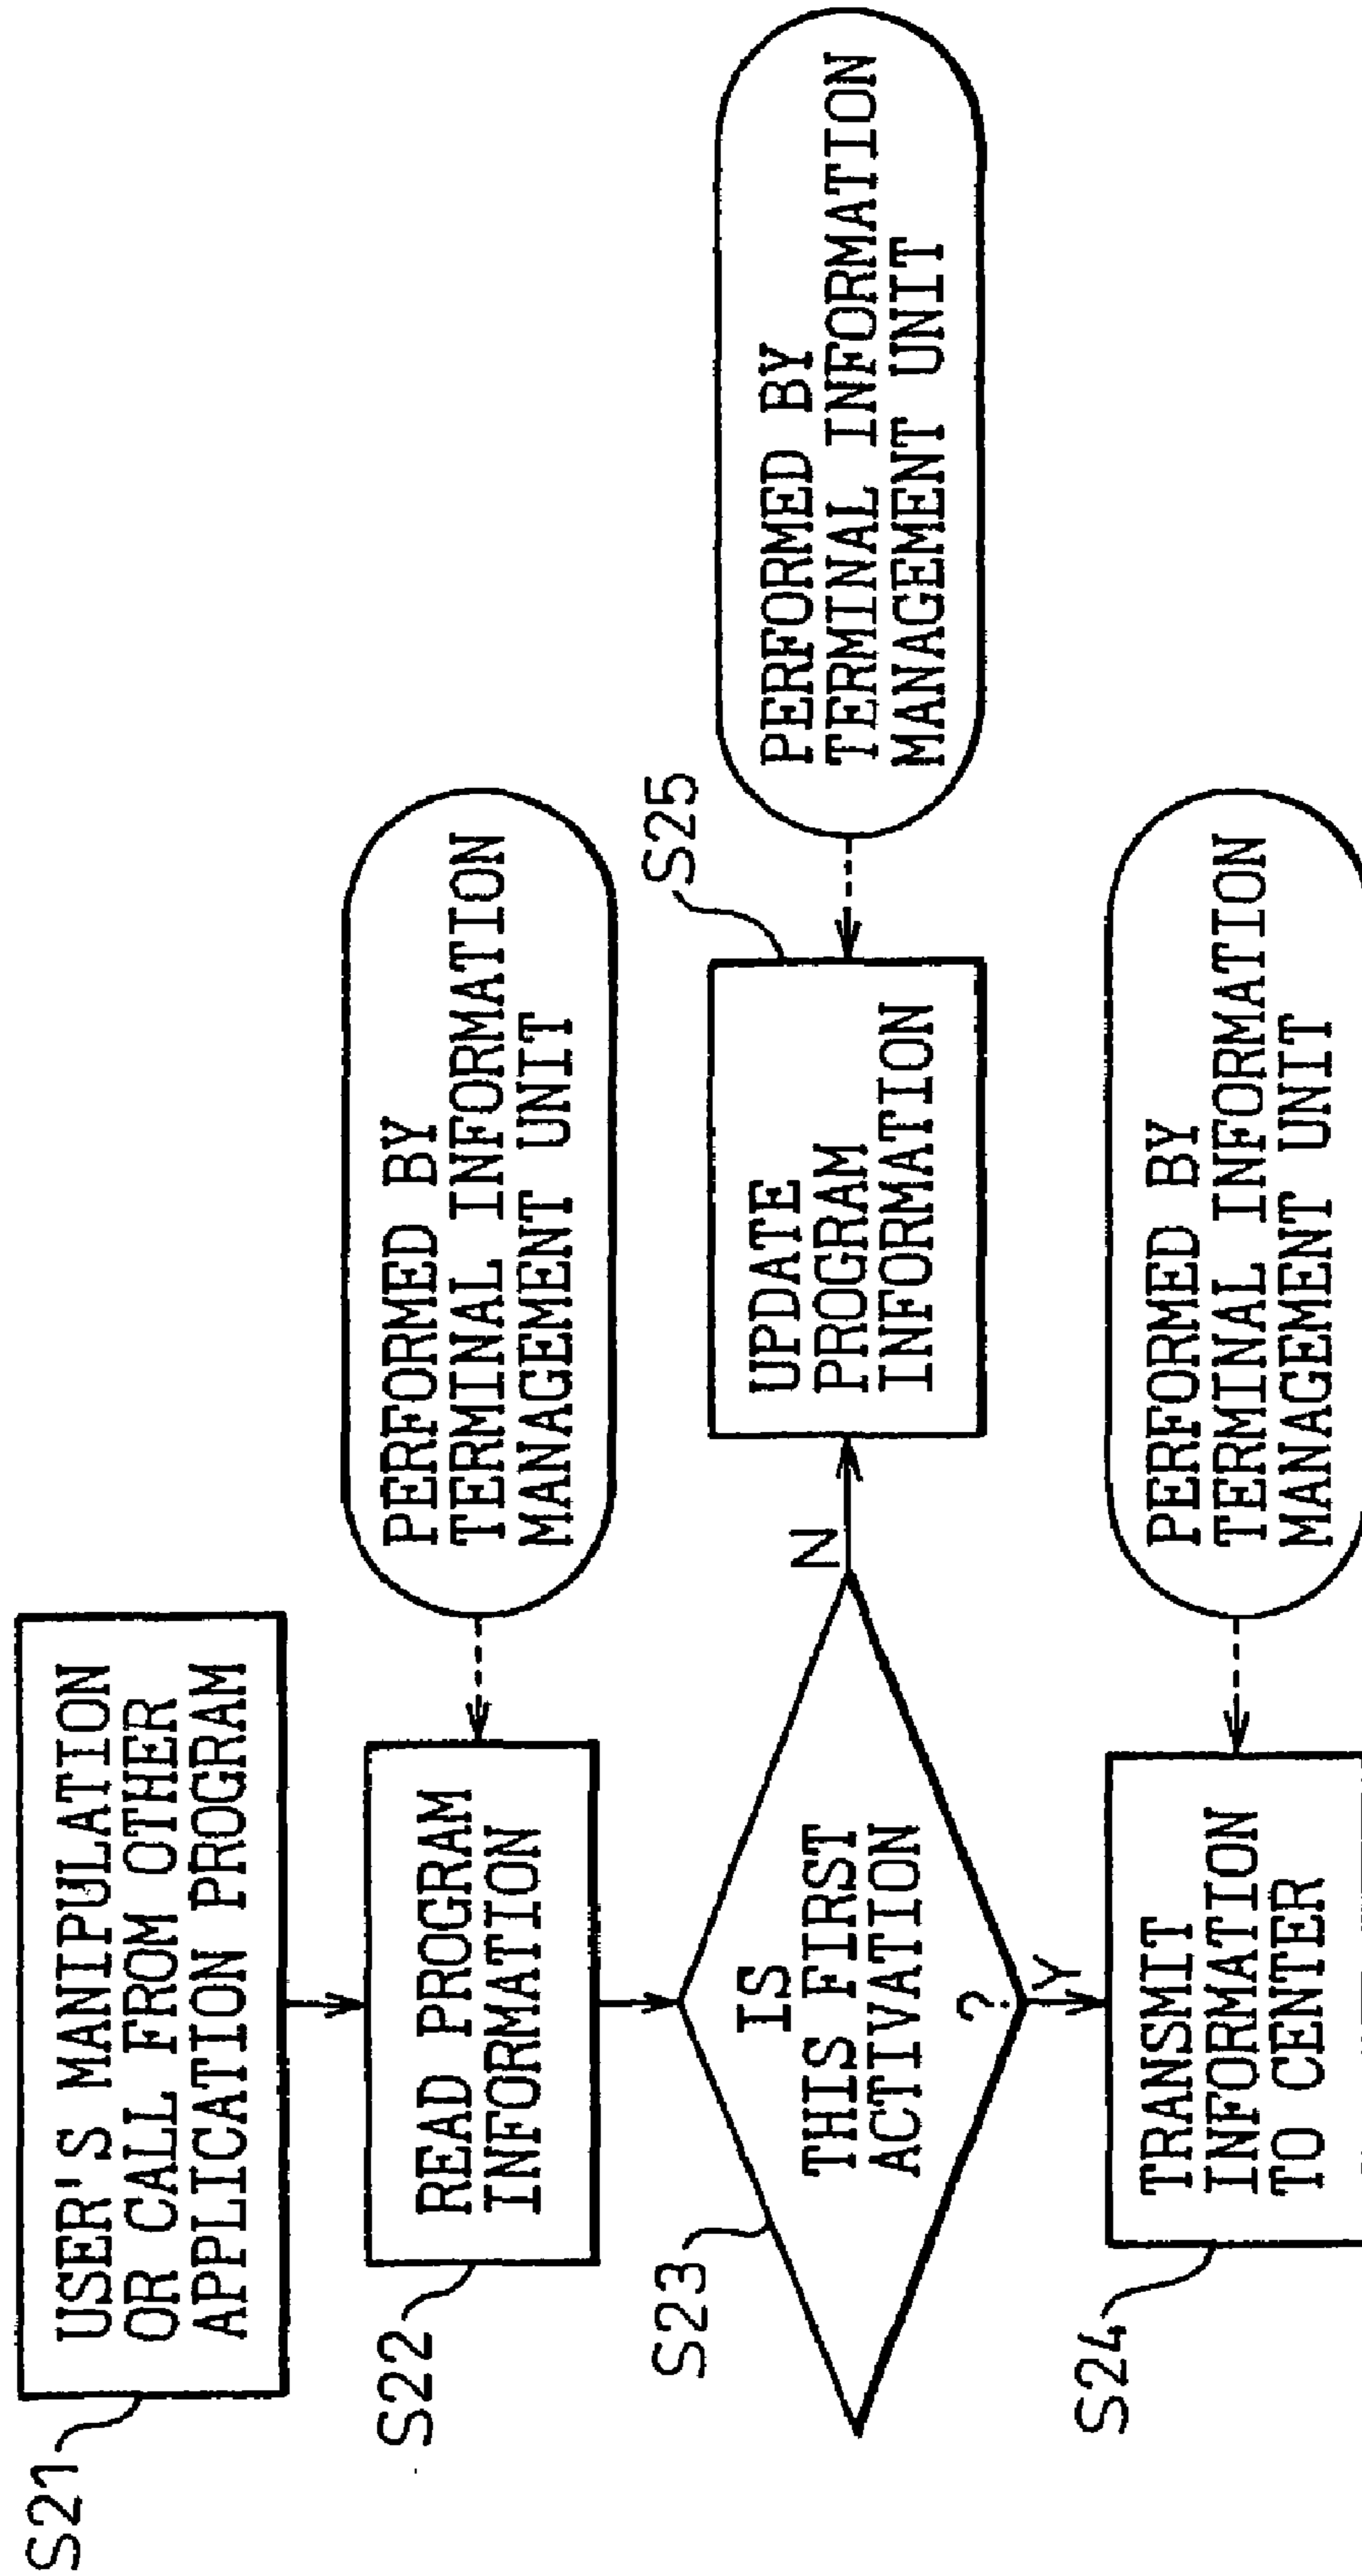 S21
USER'S MANIPULATION
OR CALL FROM OTHER
APPLICATION PROGRAM
S22
READ PROGRAM
INFORMATION
PERFORMED BY
TERMINAL INFORMATION
MANAGEMENT UNIT
S23
IS
THIS FIRST
ACTIVATION
?
N
S25
UPDATE
PROGRAM
INFORMATION
PERFORMED BY
TERMINAL INFORMATION
MANAGEMENT UNIT
Y
S24
TRANSMIT
INFORMATION
TO CENTER
PERFORMED BY
TERMINAL INFORMATION
MANAGEMENT UNIT